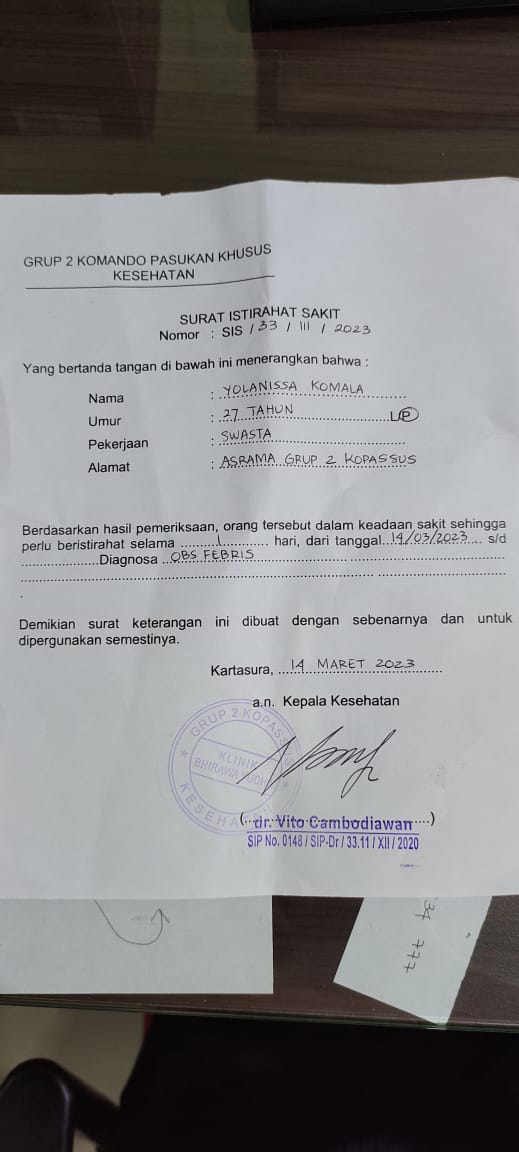 GRUP 2 KOMANDO PASUKAN KHUSUS
KESEHATAN
SURAT ISTIRAHAT SAKIT
Nomor : SIS / 33 / III / 2023
Yang bertanda tangan di bawah ini menerangkan bahwa :
Nama : YOLANISSA KOMALA
Umur : 27 TAHUN L/P
Pekerjaan : SWASTA
Alamat : ASRAMA GRUP 2 KOPASSUS
Berdasarkan hasil pemeriksaan, orang tersebut dalam keadaan sakit sehingga
perlu beristirahat selama ......... 1 ......... hari, dari tanggal 14/03/2023 ... s/d
..................Diagnosa ..OBS FEBRIS
.
Demikian surat keterangan ini dibuat dengan sebenarnya dan untuk
dipergunakan semestinya.
Kartasura, ...14 MARET 2023
a.n. Kepala Kesehatan
GRUP 2 KOPASSUS
KLINIK
BHIRAWA YUDHA
KESEHATAN
(...dr. Vito Cambodiawan....)
SIP No. 0148 / SIP-Dr / 33.11 / XII / 2020
34 777